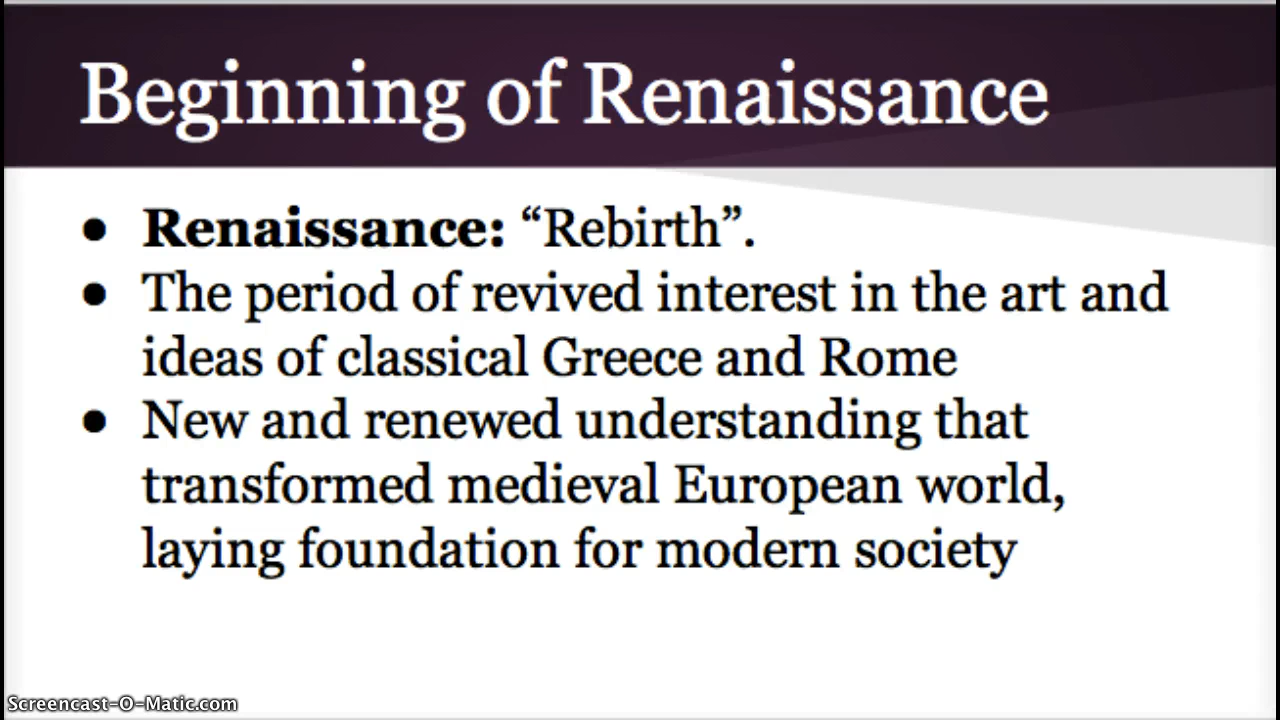 Beginning of Renaissance
● Renaissance: “Rebirth”.
● The period of revived interest in the art and
ideas of classical Greece and Rome
● New and renewed understanding that
transformed medieval European world,
laying foundation for modern society
Screencast-O-Matic.com